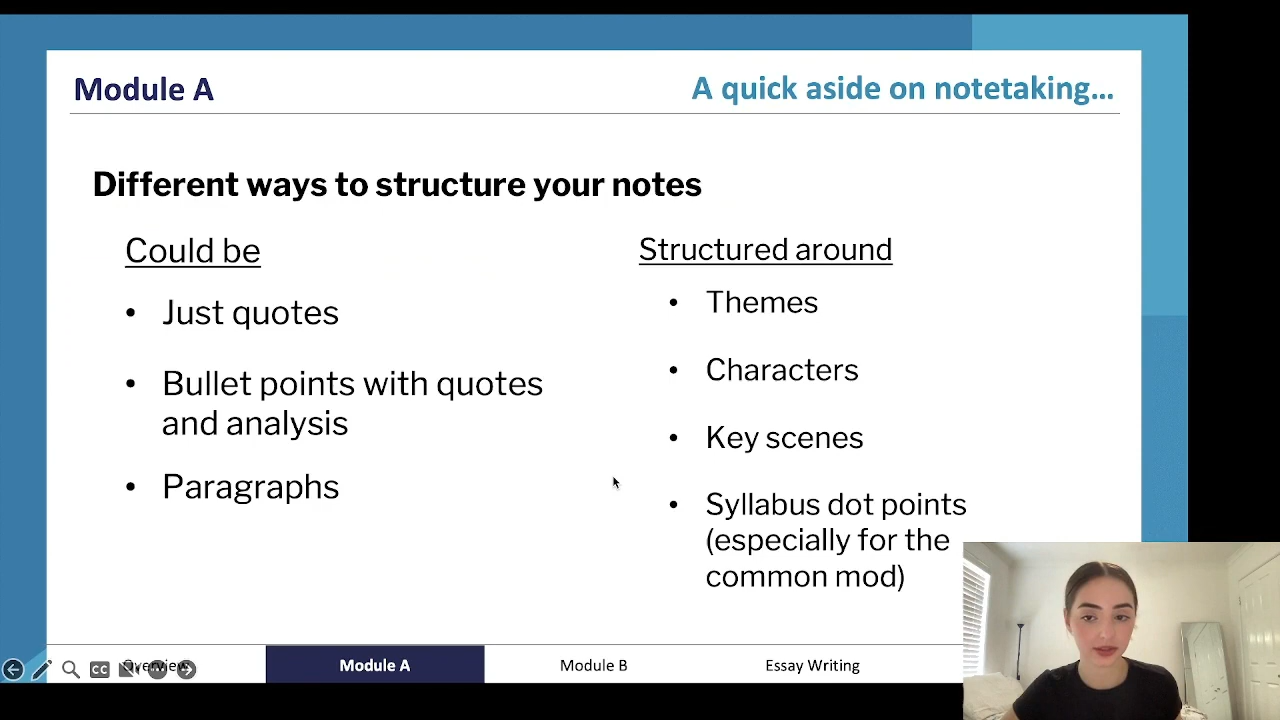 Module A
A quick aside on notetaking…
Different ways to structure your notes
Could be
• Just quotes
• Bullet points with quotes
and analysis
• Paragraphs
Structured around
• Themes
• Characters
• Key scenes
• Syllabus dot points
(especially for the
common mod)
CC
Overview
Module A
Module B
Essay Writing